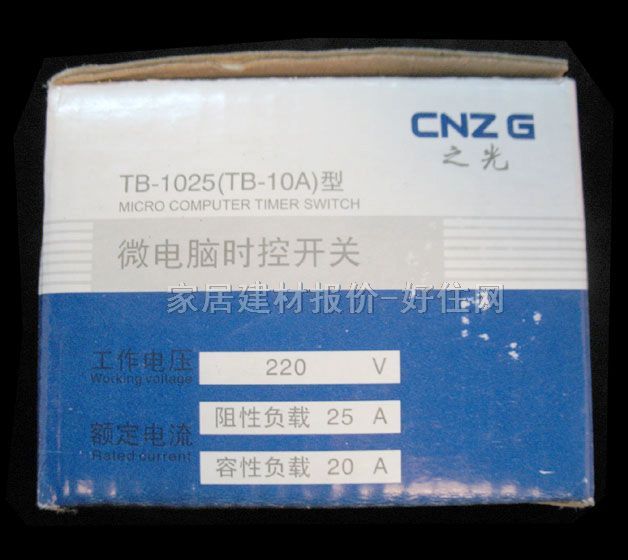 CNZG
之光
TB-1025(TB-10A)型
MICRO COMPUTER TIMER SWITCH
微电脑时控开关
家居建材报价-好住网
工作电压 220 V
Working voltage
阻性负载 25 A
额定电流
Rated current
容性负载 20 A